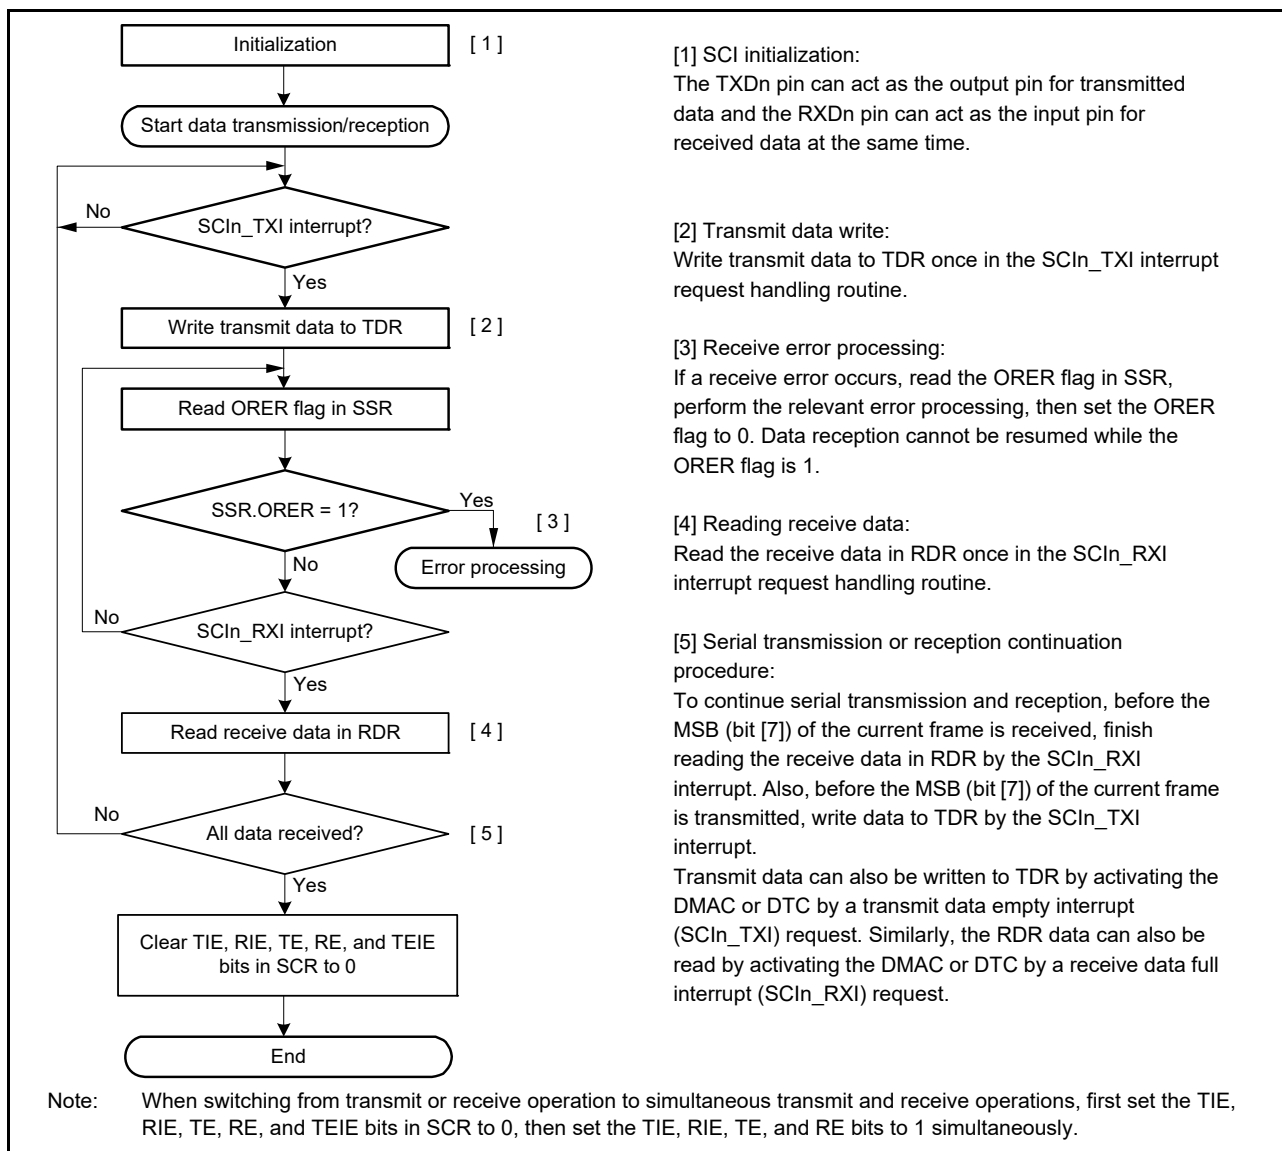 Initialization
[ 1 ]
Start data transmission/reception
No
SCIn_TXI interrupt?
Yes
Write transmit data to TDR
[ 2 ]
Read ORER flag in SSR
SSR.ORER = 1?
Yes
[ 3 ]
Error processing
No
No
SCIn_RXI interrupt?
Yes
Read receive data in RDR
[ 4 ]
No
All data received?
[ 5 ]
Yes
Clear TIE, RIE, TE, RE, and TEIE
bits in SCR to 0
End
[1] SCI initialization:
The TXDn pin can act as the output pin for transmitted
data and the RXDn pin can act as the input pin for
received data at the same time.
[2] Transmit data write:
Write transmit data to TDR once in the SCIn_TXI interrupt
request handling routine.
[3] Receive error processing:
If a receive error occurs, read the ORER flag in SSR,
perform the relevant error processing, then set the ORER
flag to 0. Data reception cannot be resumed while the
ORER flag is 1.
[4] Reading receive data:
Read the receive data in RDR once in the SCIn_RXI
interrupt request handling routine.
[5] Serial transmission or reception continuation
procedure:
To continue serial transmission and reception, before the
MSB (bit [7]) of the current frame is received, finish
reading the receive data in RDR by the SCIn_RXI
interrupt. Also, before the MSB (bit [7]) of the current frame
is transmitted, write data to TDR by the SCIn_TXI
interrupt.
Transmit data can also be written to TDR by activating the
DMAC or DTC by a transmit data empty interrupt
(SCIn_TXI) request. Similarly, the RDR data can also be
read by activating the DMAC or DTC by a receive data full
interrupt (SCIn_RXI) request.
Note: When switching from transmit or receive operation to simultaneous transmit and receive operations, first set the TIE,
RIE, TE, RE, and TEIE bits in SCR to 0, then set the TIE, RIE, TE, and RE bits to 1 simultaneously.